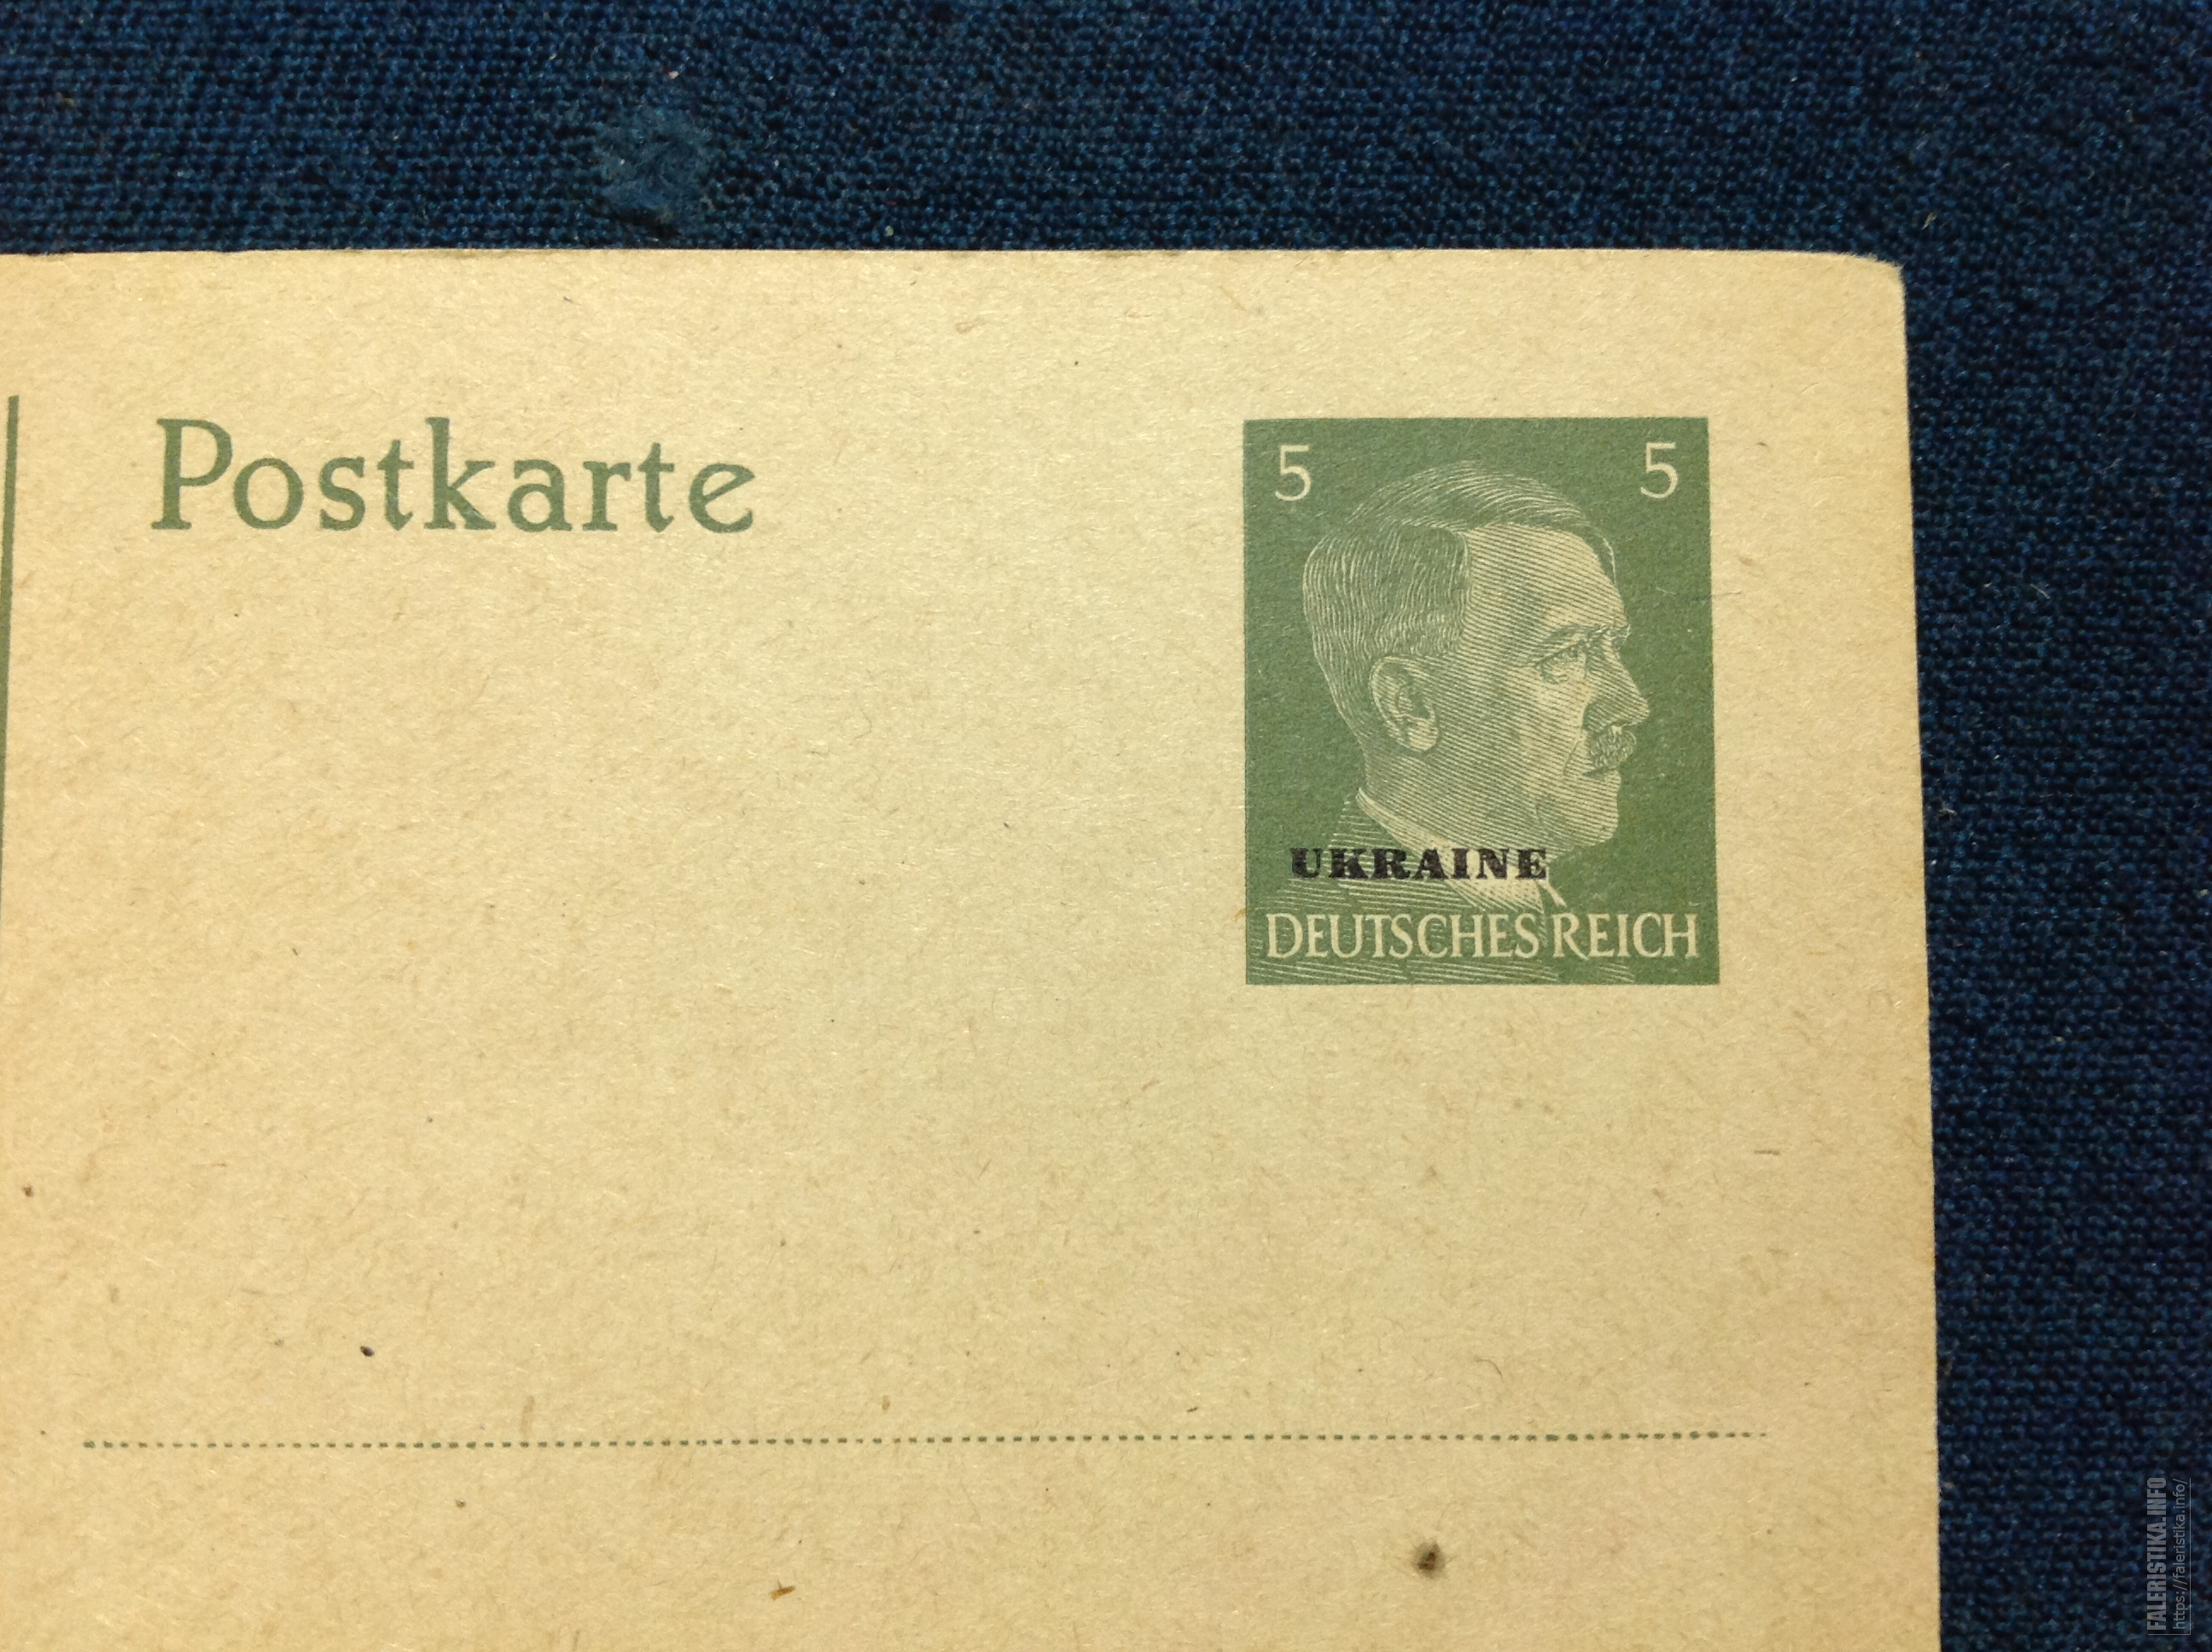 Postkarte
5 5
UKRAINE
DEUTSCHES REICH
FALERISTIKA.INFO
https://faleristika.info/